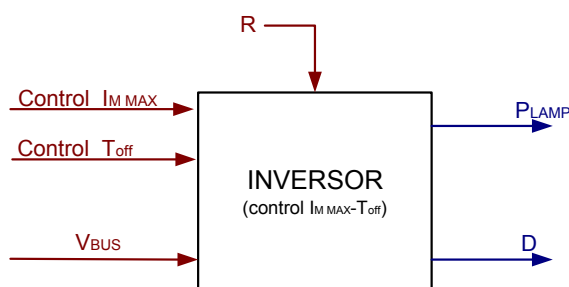 R
Control IM MAX
Control Toff
VBUS
INVERSOR
(control IM MAX-Toff)
PLAMP
D